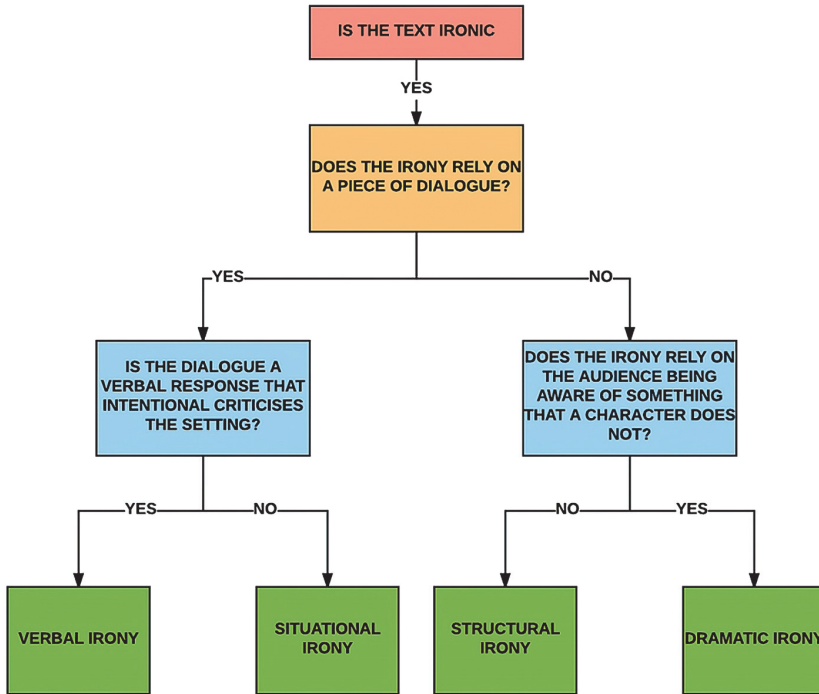 IS THE TEXT IRONIC
YES
DOES THE IRONY RELY ON
A PIECE OF DIALOGUE?
YES
NO
IS THE DIALOGUE A
VERBAL RESPONSE THAT
INTENTIONAL CRITICISES
THE SETTING?
DOES THE IRONY RELY ON
THE AUDIENCE BEING
AWARE OF SOMETHING
THAT A CHARACTER DOES
NOT?
YES
NO
NO
YES
VERBAL IRONY
SITUATIONAL
IRONY
STRUCTURAL
IRONY
DRAMATIC IRONY